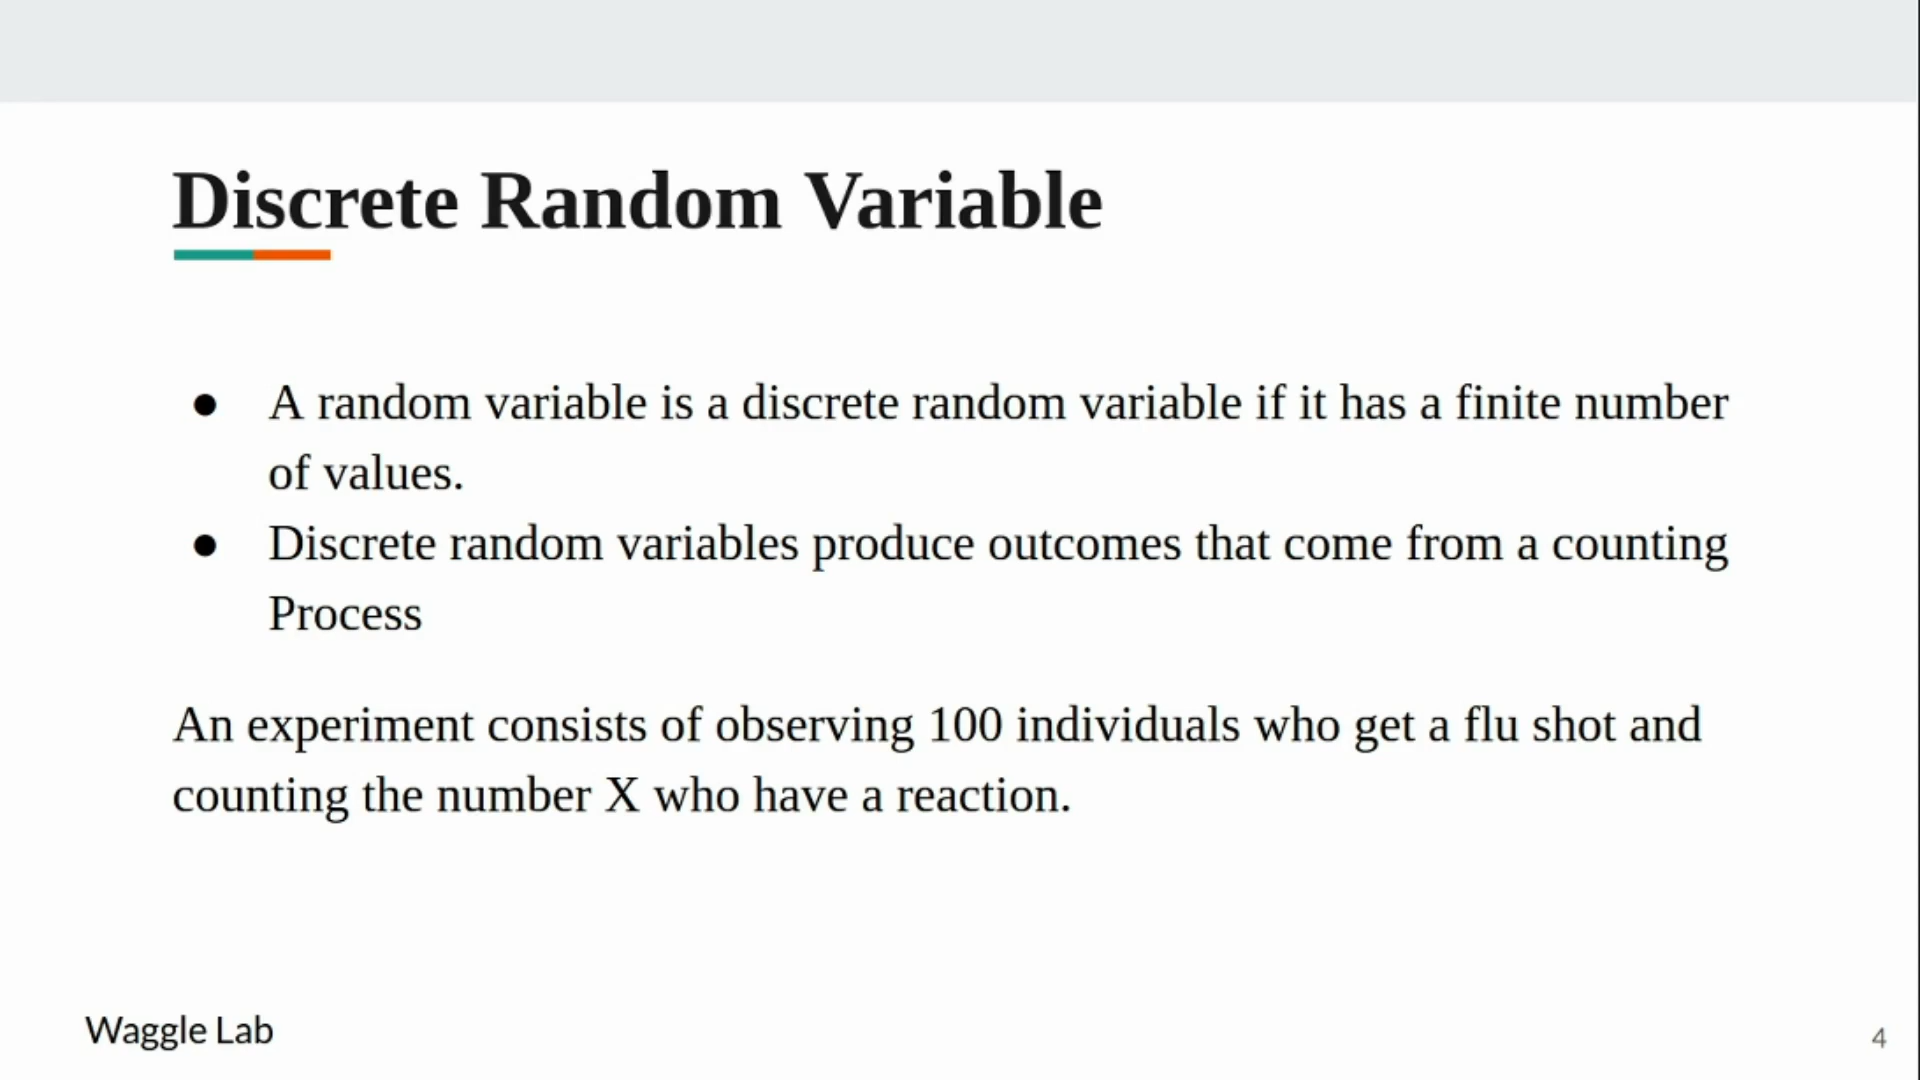 Discrete Random Variable
● A random variable is a discrete random variable if it has a finite number
of values.
● Discrete random variables produce outcomes that come from a counting
Process
An experiment consists of observing 100 individuals who get a flu shot and
counting the number X who have a reaction.
Waggle Lab
4